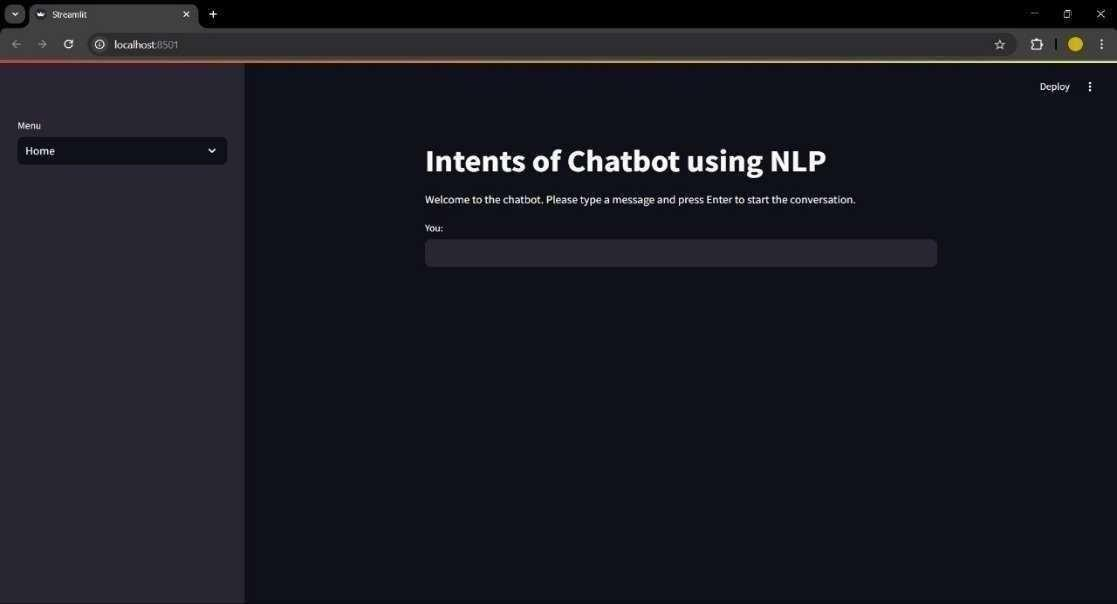 Streamlit
localhost:8501
Deploy
Menu
Home
Intents of Chatbot using NLP
Welcome to the chatbot. Please type a message and press Enter to start the conversation.
You: